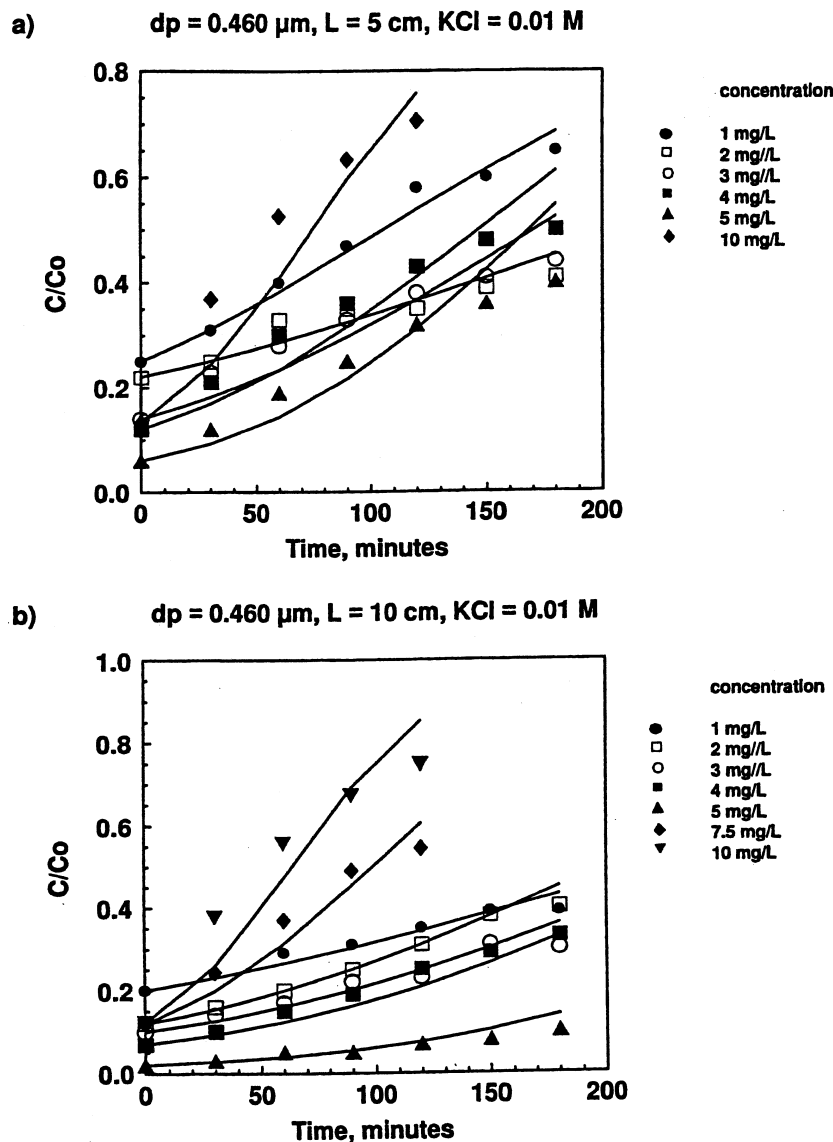 a)
dp = 0.460 µm, L = 5 cm, KCl = 0.01 M
0.8
0.6
0.4
0.2
0.0
C/Co
0
50
100
150
200
Time, minutes
concentration
1 mg/L
2 mg//L
3 mg//L
4 mg/L
5 mg/L
10 mg/L
b)
dp = 0.460 µm, L = 10 cm, KCl = 0.01 M
1.0
0.8
0.6
0.4
0.2
0.0
C/Co
0
50
100
150
200
Time, minutes
concentration
1 mg/L
2 mg//L
3 mg//L
4 mg/L
5 mg/L
7.5 mg/L
10 mg/L